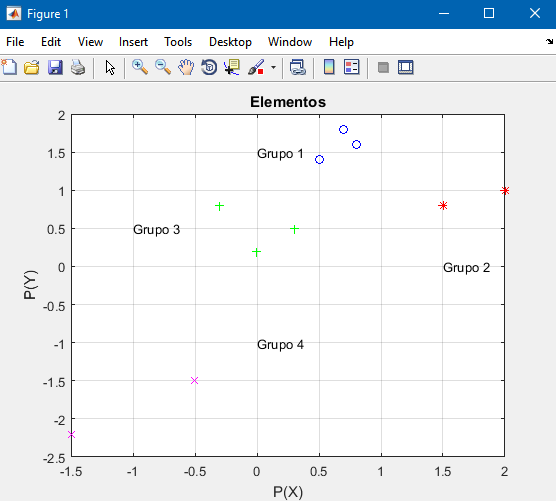 Figure 1
File Edit View Insert Tools Desktop Window Help
Elementos
2
1.5
1
0.5
0
-0.5
-1
-1.5
-2
-2.5
P(Y)
Grupo 1
Grupo 3
Grupo 2
Grupo 4
-1.5 -1 -0.5 0 0.5 1 1.5 2
P(X)